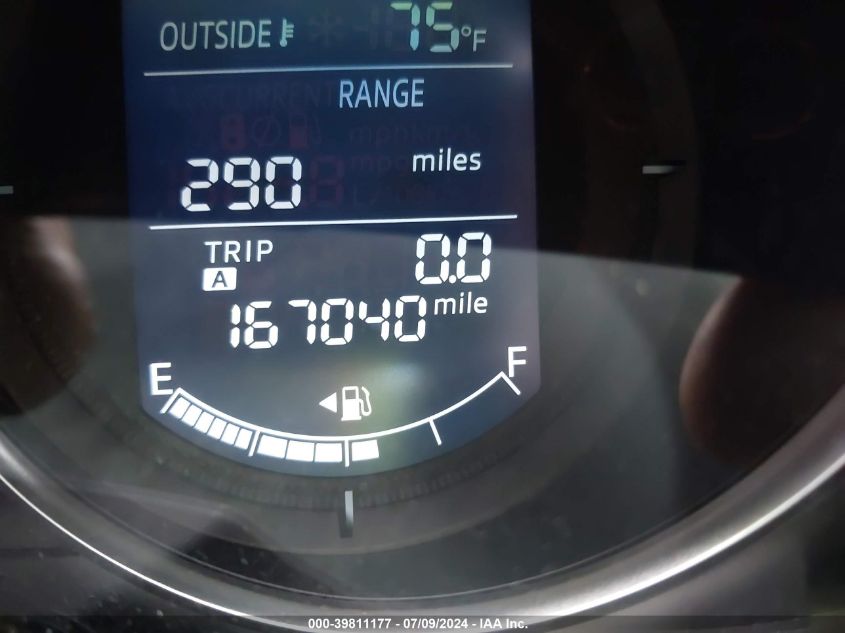 OUTSIDE 75°F
RANGE
290 miles
TRIP A 0.0
167040 mile
E F
000-39811177 - 07/09/2024 - IAA Inc.